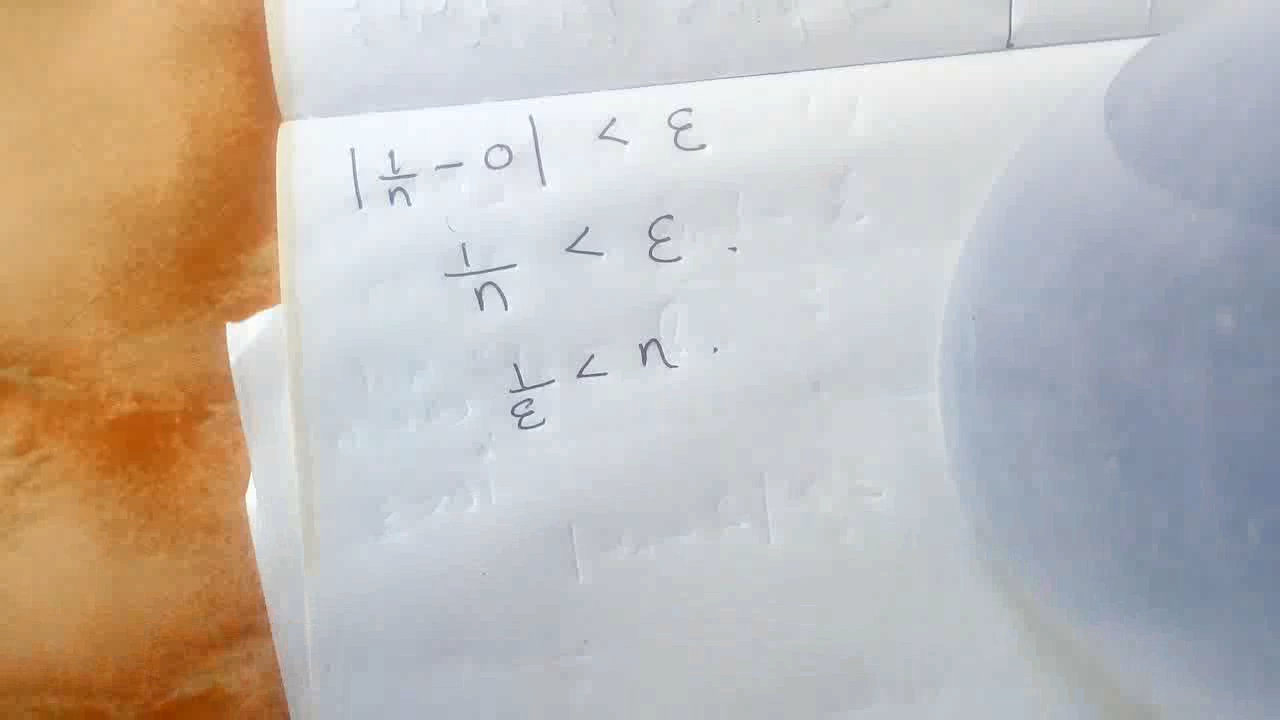 |1/n - 0| < ε
1/n < ε .
1/ε < n .